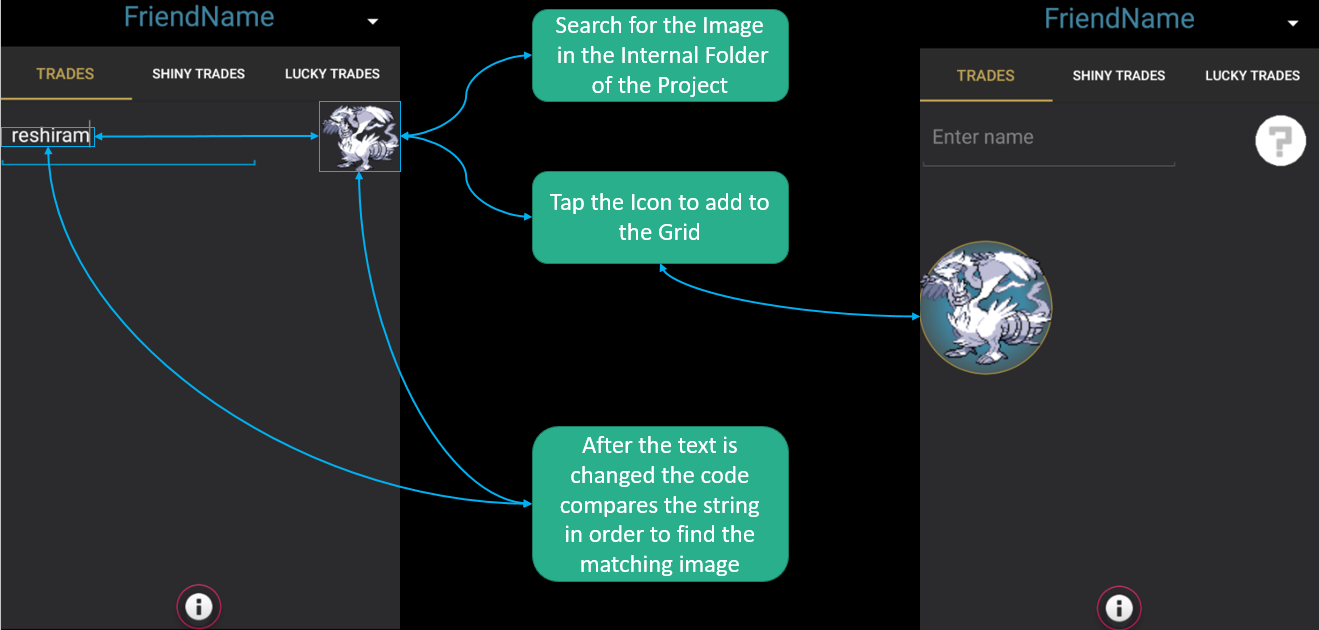 FriendName
TRADES
SHINY TRADES
LUCKY TRADES
reshiram
Search for the Image
in the Internal Folder
of the Project
Tap the Icon to add to
the Grid
After the text is
changed the code
compares the string
in order to find the
matching image
FriendName
TRADES
SHINY TRADES
LUCKY TRADES
Enter name